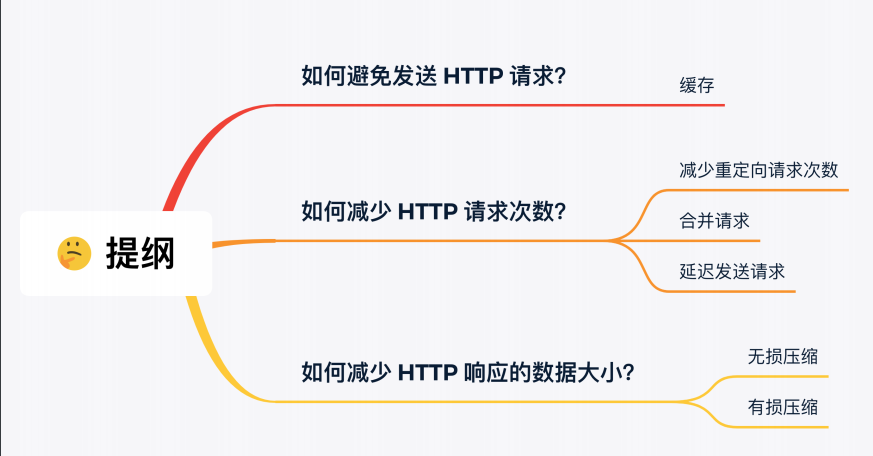 如何避免发送 HTTP 请求?
缓存
减少重定向请求次数
如何减少 HTTP 请求次数?
合并请求
提纲
延迟发送请求
无损压缩
如何减少 HTTP 响应的数据大小?
有损压缩